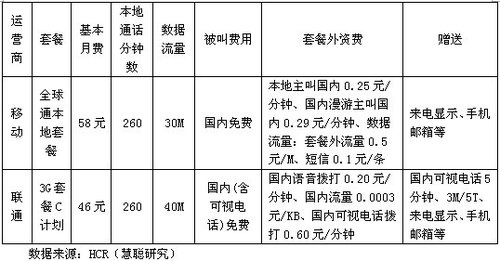 运营商 套餐 基本月费 本地通话分钟数 数据流量 被叫费用 套餐外资费 赠送
移动 全球通本地套餐 58元 260 30M 国内免费 本地主叫国内0.25元/分钟、国内漫游主叫国内0.29元/分钟、数据流量：套餐外流量0.5元/M、短信0.1元/条 来电显示、手机邮箱等
联通 3G套餐C计划 46元 260 40M 国内(含可视电话)免费 国内语音拨打0.20元/分钟、国内流量0.0003元/KB、国内可视电话拨打0.60元/分钟 国内可视电话5分钟、3M/5T、来电显示、手机邮箱等
数据来源：HCR（慧聪研究）